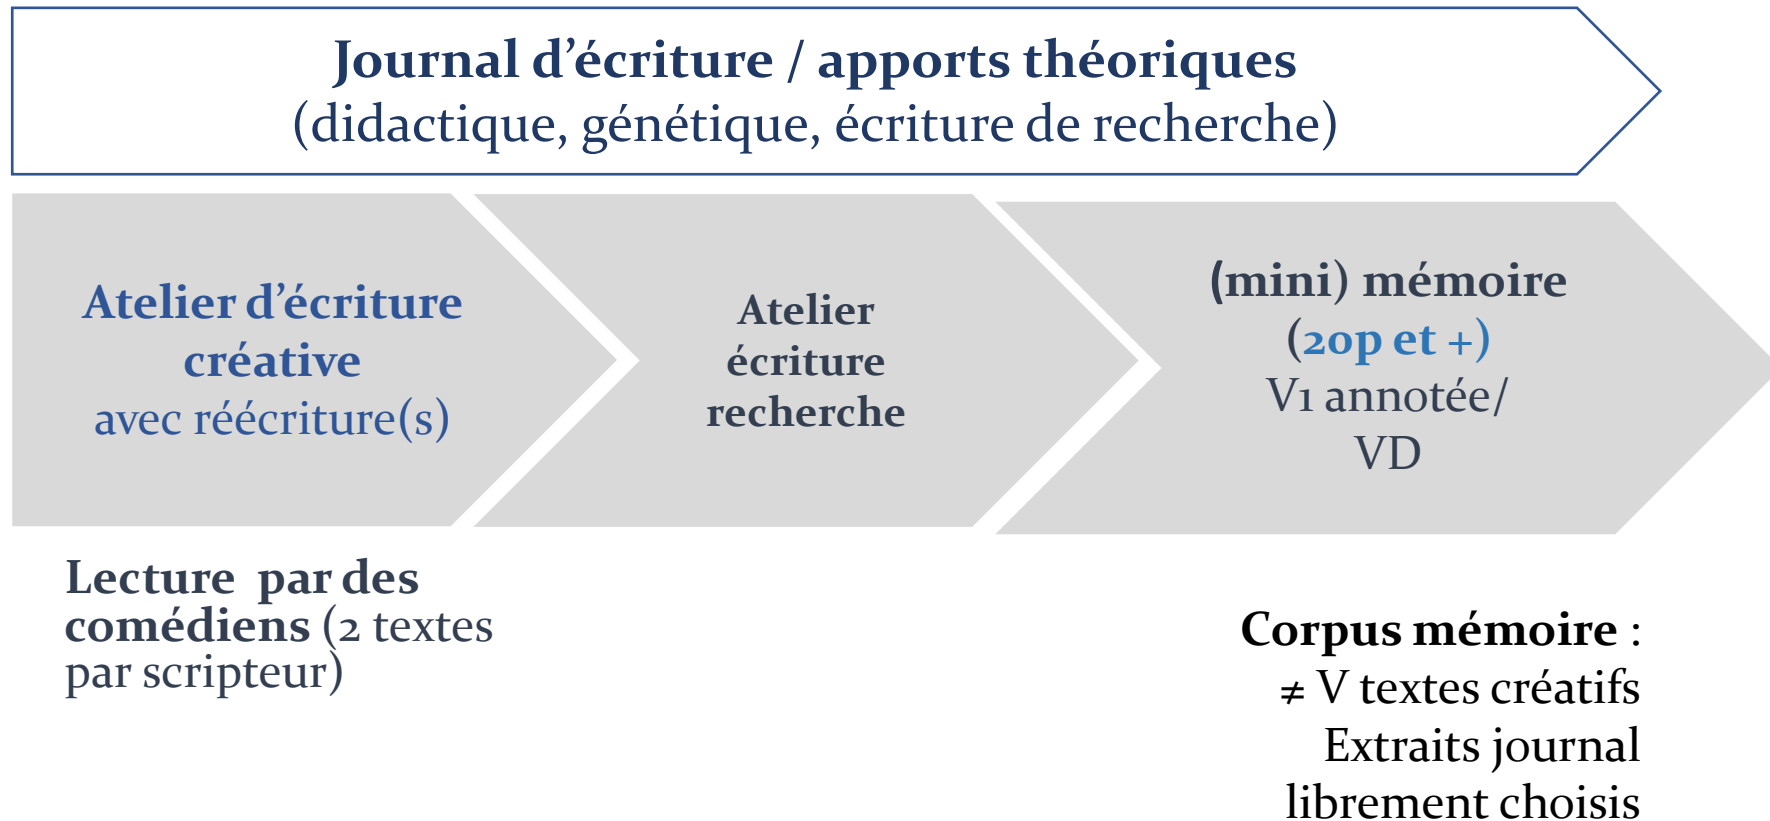 Journal d’écriture / apports théoriques
(didactique, génétique, écriture de recherche)
Atelier d’écriture
créative
avec réécriture(s)
Atelier
écriture
recherche
(mini) mémoire
(20p et +)
V1 annotée/
VD
Lecture par des
comédiens (2 textes
par scripteur)
Corpus mémoire :
≠ V textes créatifs
Extraits journal
librement choisis